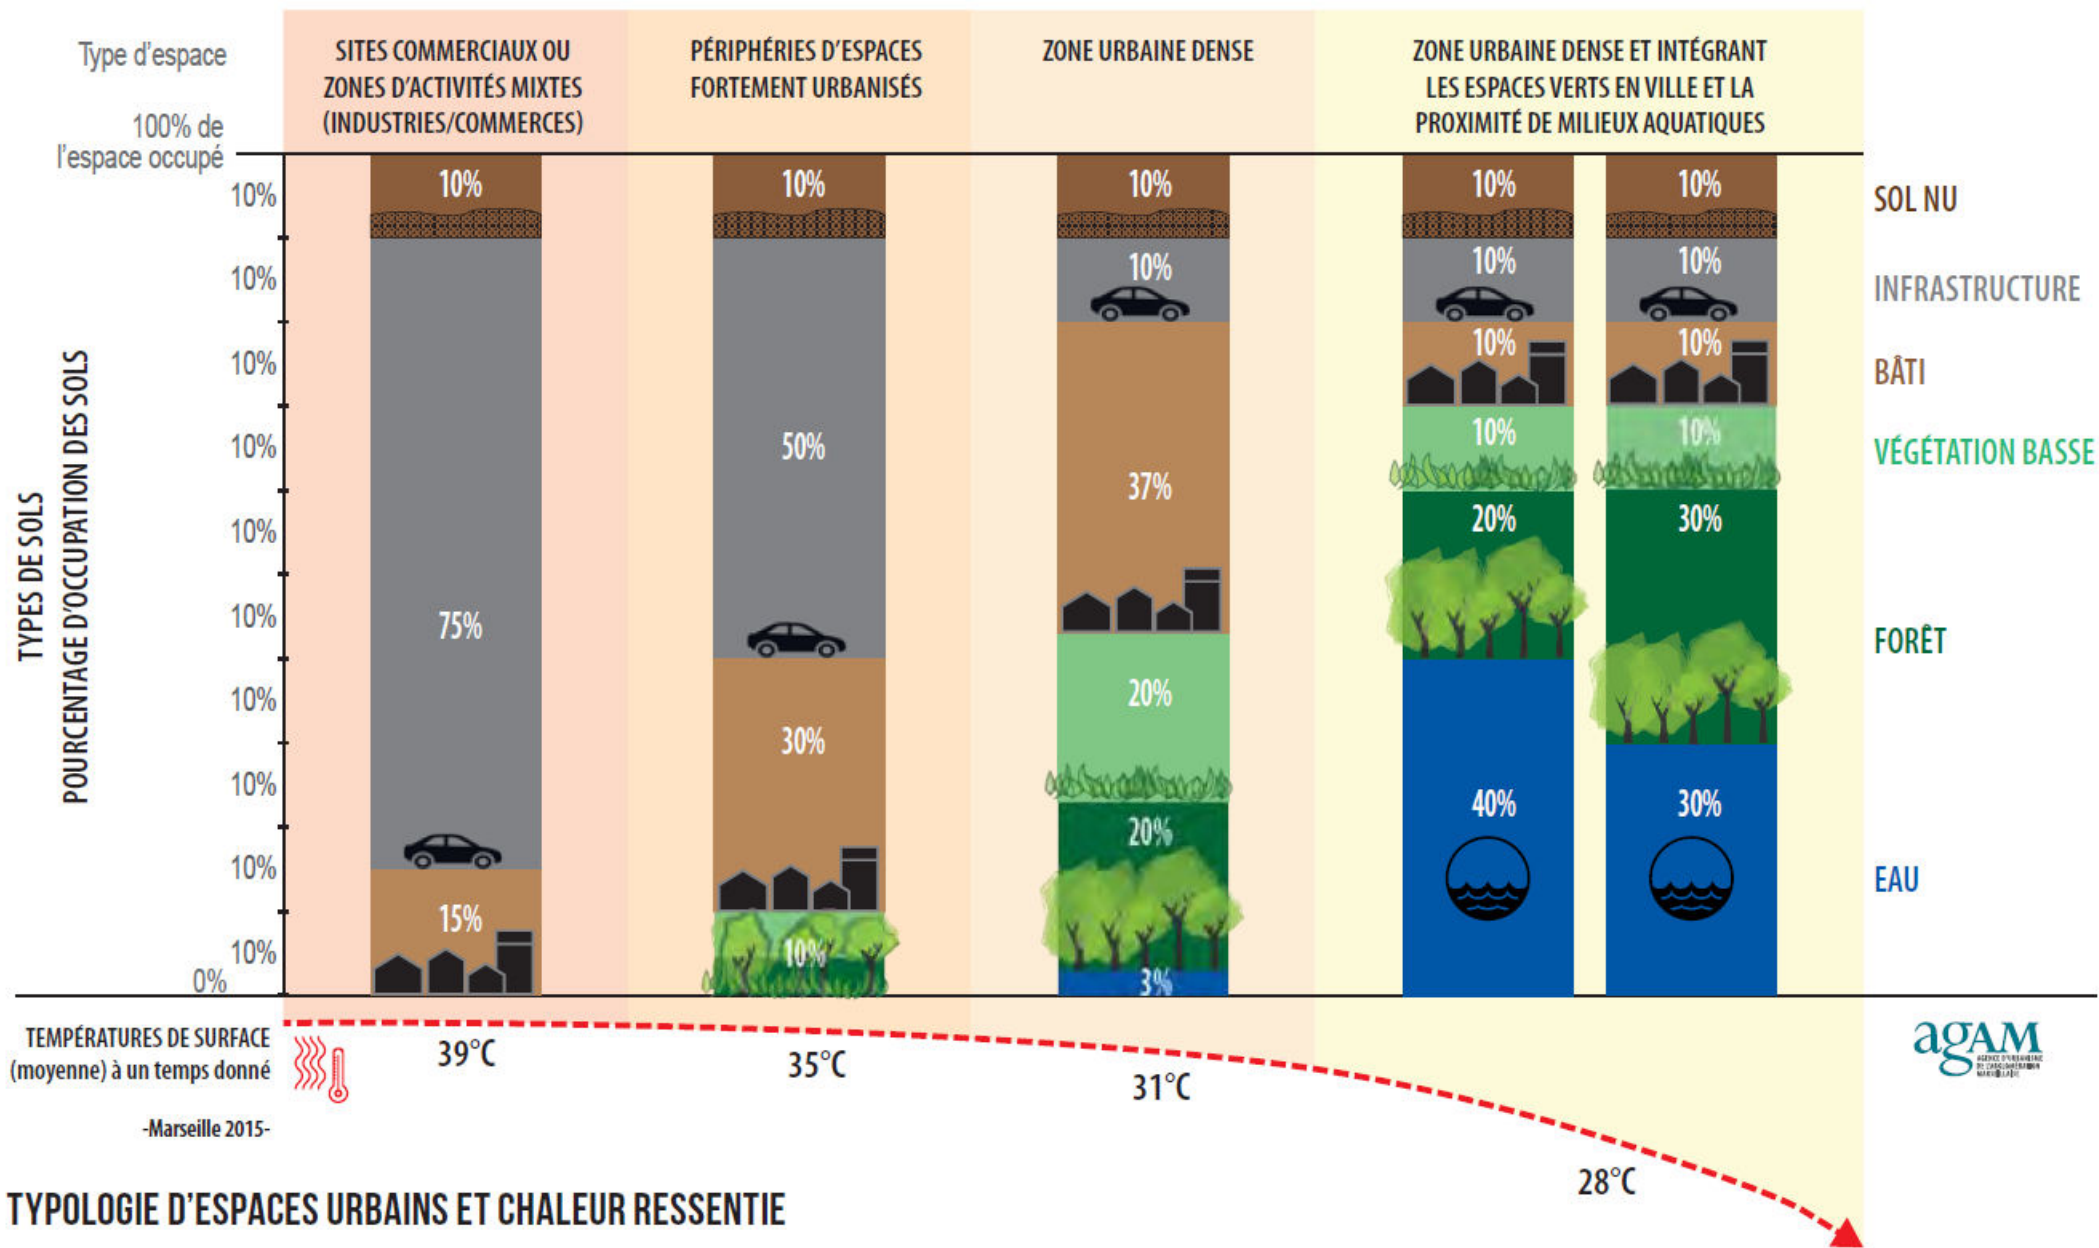 Type d'espace
SITES COMMERCIAUX OU
ZONES D'ACTIVITÉS MIXTES
(INDUSTRIES/COMMERCES)
PÉRIPHÉRIES D'ESPACES
FORTEMENT URBANISÉS
ZONE URBAINE DENSE
ZONE URBAINE DENSE ET INTÉGRANT
LES ESPACES VERTS EN VILLE ET LA
PROXIMITÉ DE MILIEUX AQUATIQUES
100% de
l'espace occupé
10%
10%
10%
10%
10%
10%
10%
10%
10%
10%
0%
TYPES DE SOLS
POURCENTAGE D'OCCUPATION DES SOLS
10%
75%
15%
10%
50%
30%
10%
10%
10%
37%
20%
20%
3%
10%
10%
10%
10%
20%
40%
10%
10%
10%
10%
30%
30%
SOL NU
INFRASTRUCTURE
BÂTI
VÉGÉTATION BASSE
FORÊT
EAU
TEMPÉRATURES DE SURFACE
(moyenne) à un temps donné
-Marseille 2015-
39°C
35°C
31°C
28°C
agAM
AGENCE D'URBANISME
DE L'AGGLOMÉRATION
MARSEILLAISE
TYPOLOGIE D'ESPACES URBAINS ET CHALEUR RESSENTIE